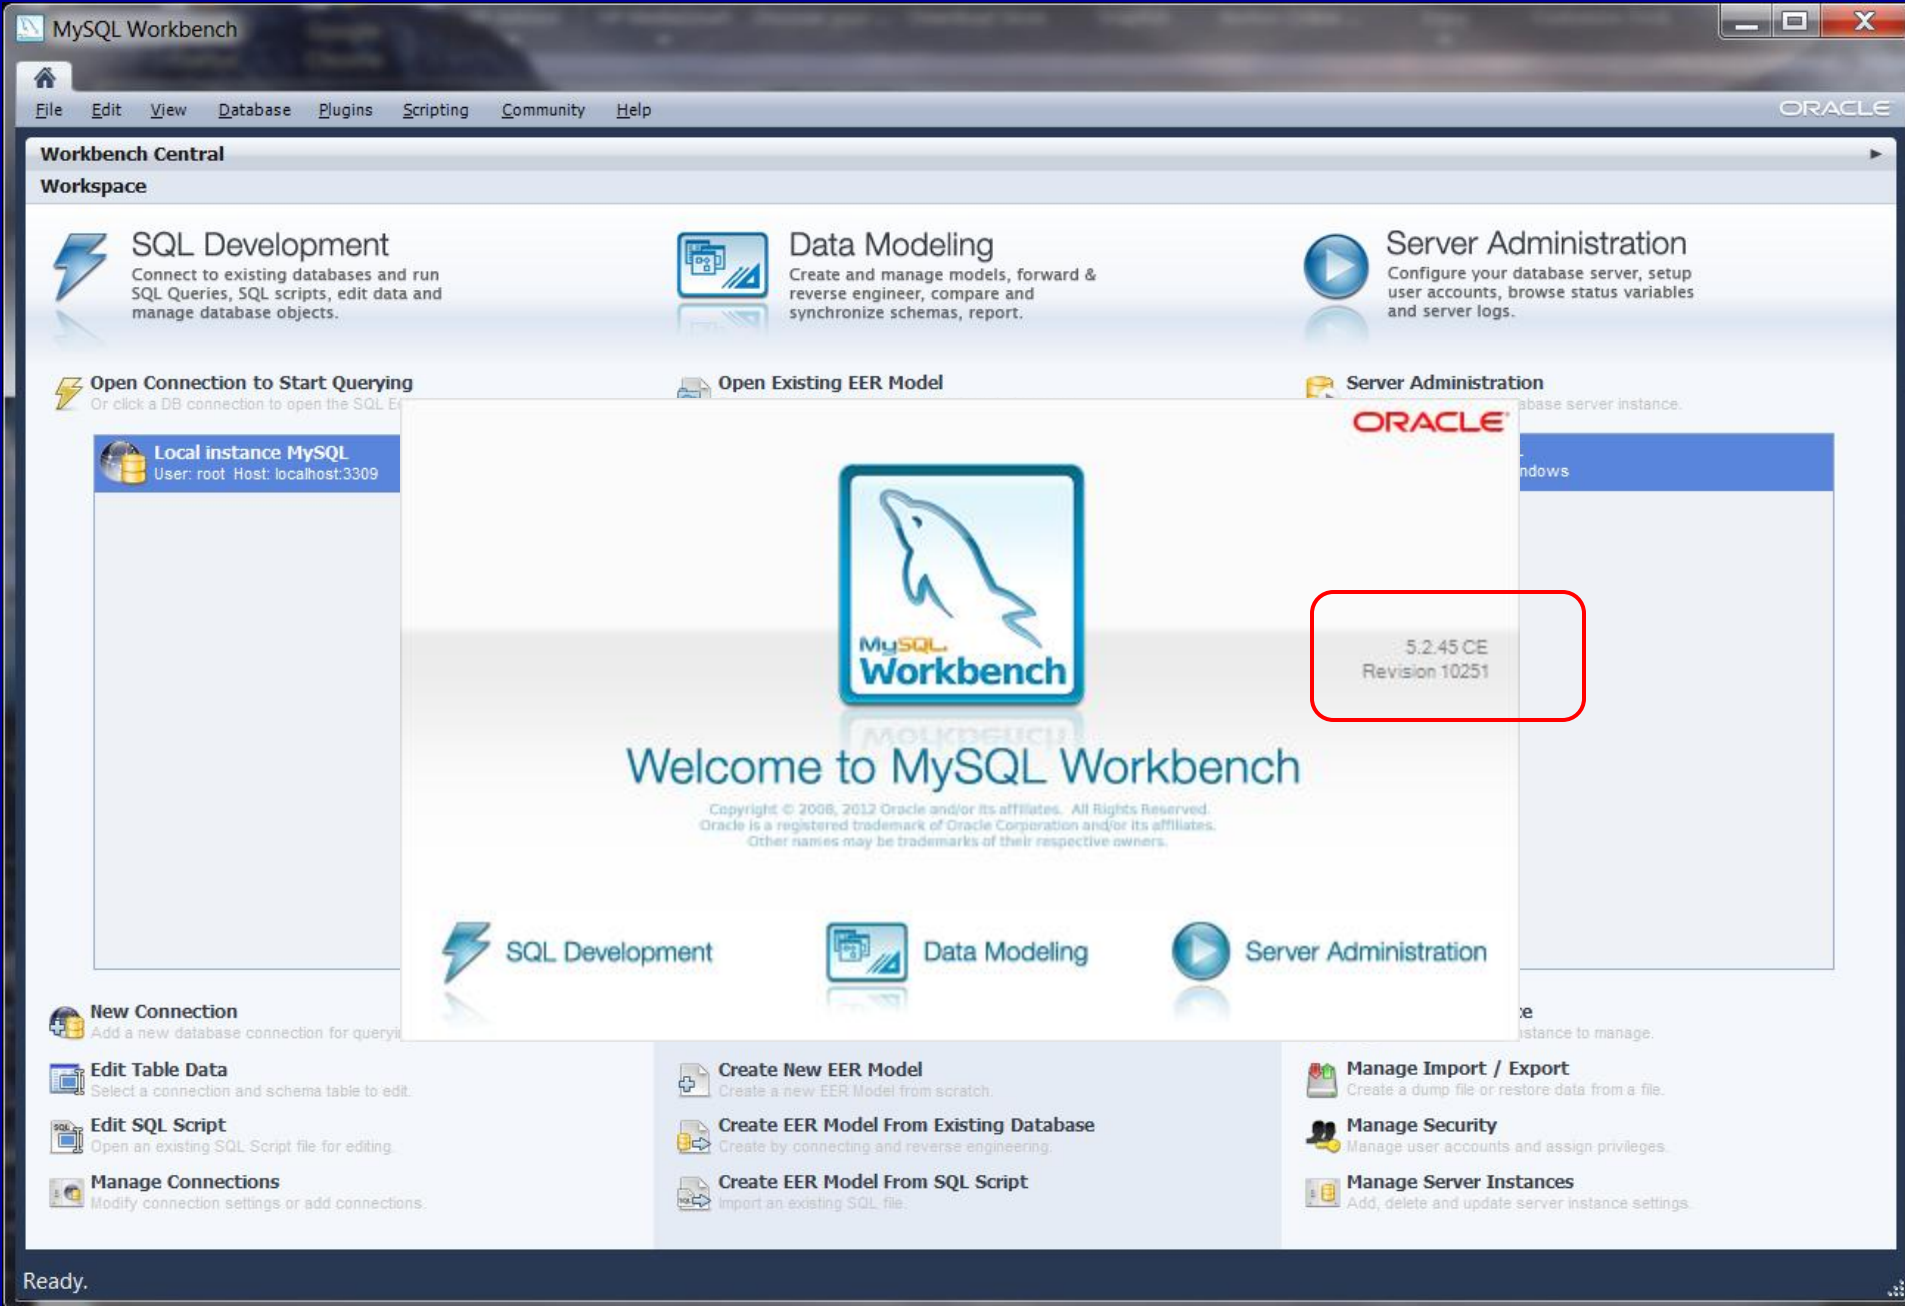 MySQL Workbench
File Edit View Database Plugins Scripting Community Help
ORACLE
Workbench Central
Workspace
SQL Development
Connect to existing databases and run
SQL Queries, SQL scripts, edit data and
manage database objects.
Data Modeling
Create and manage models, forward &
reverse engineer, compare and
synchronize schemas, report.
Server Administration
Configure your database server, setup
user accounts, browse status variables
and server logs.
Open Connection to Start Querying
Or click a DB connection to open the SQL E
Open Existing EER Model
Server Administration
abase server instance.
Local instance MySQL
User: root Host: localhost:3309
ndows
ORACLE
MySQL
Workbench
5.2.45 CE
Revision 10251
Welcome to MySQL Workbench
Copyright © 2008, 2012 Oracle and/or its affiliates. All Rights Reserved.
Oracle is a registered trademark of Oracle Corporation and/or its affiliates.
Other names may be trademarks of their respective owners.
SQL Development
Data Modeling
Server Administration
New Connection
Add a new database connection for queryi
Edit Table Data
Select a connection and schema table to edit.
Edit SQL Script
Open an existing SQL Script file for editing.
Manage Connections
Modify connection settings or add connections.
Create New EER Model
Create a new EER Model from scratch.
Create EER Model From Existing Database
Create by connecting and reverse engineering.
Create EER Model From SQL Script
Import an existing SQL file.
ce
stance to manage.
Manage Import / Export
Create a dump file or restore data from a file.
Manage Security
Manage user accounts and assign privileges.
Manage Server Instances
Add, delete and update server instance settings.
Ready.